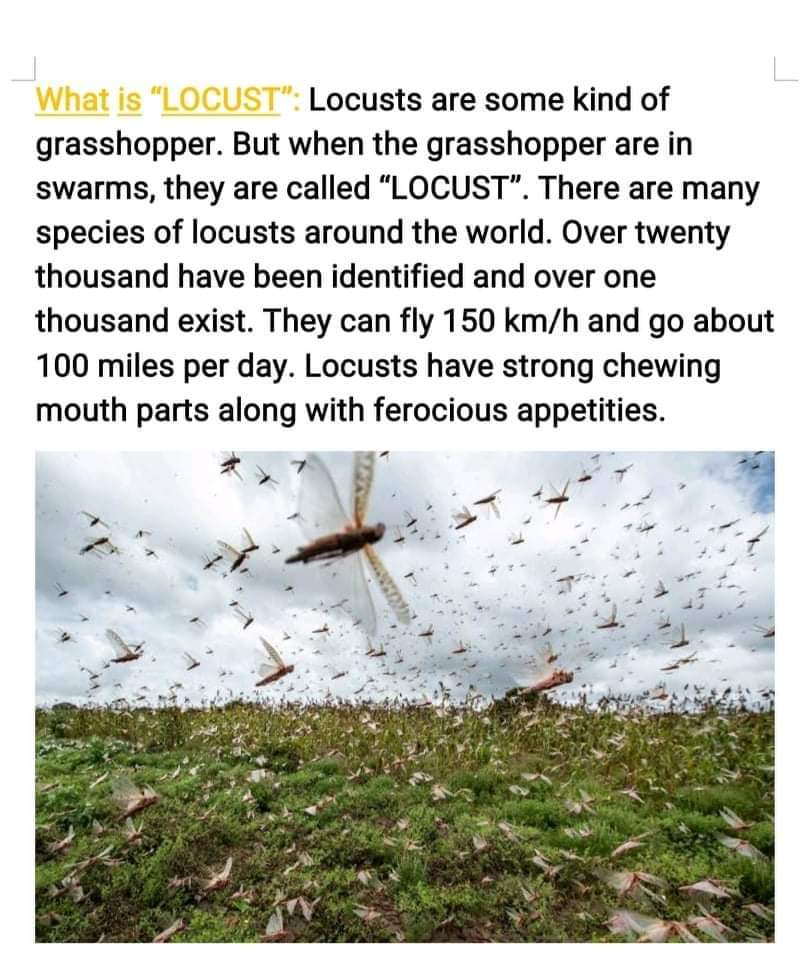 What is “LOCUST”: Locusts are some kind of
grasshopper. But when the grasshopper are in
swarms, they are called “LOCUST”. There are many
species of locusts around the world. Over twenty
thousand have been identified and over one
thousand exist. They can fly 150 km/h and go about
100 miles per day. Locusts have strong chewing
mouth parts along with ferocious appetities.